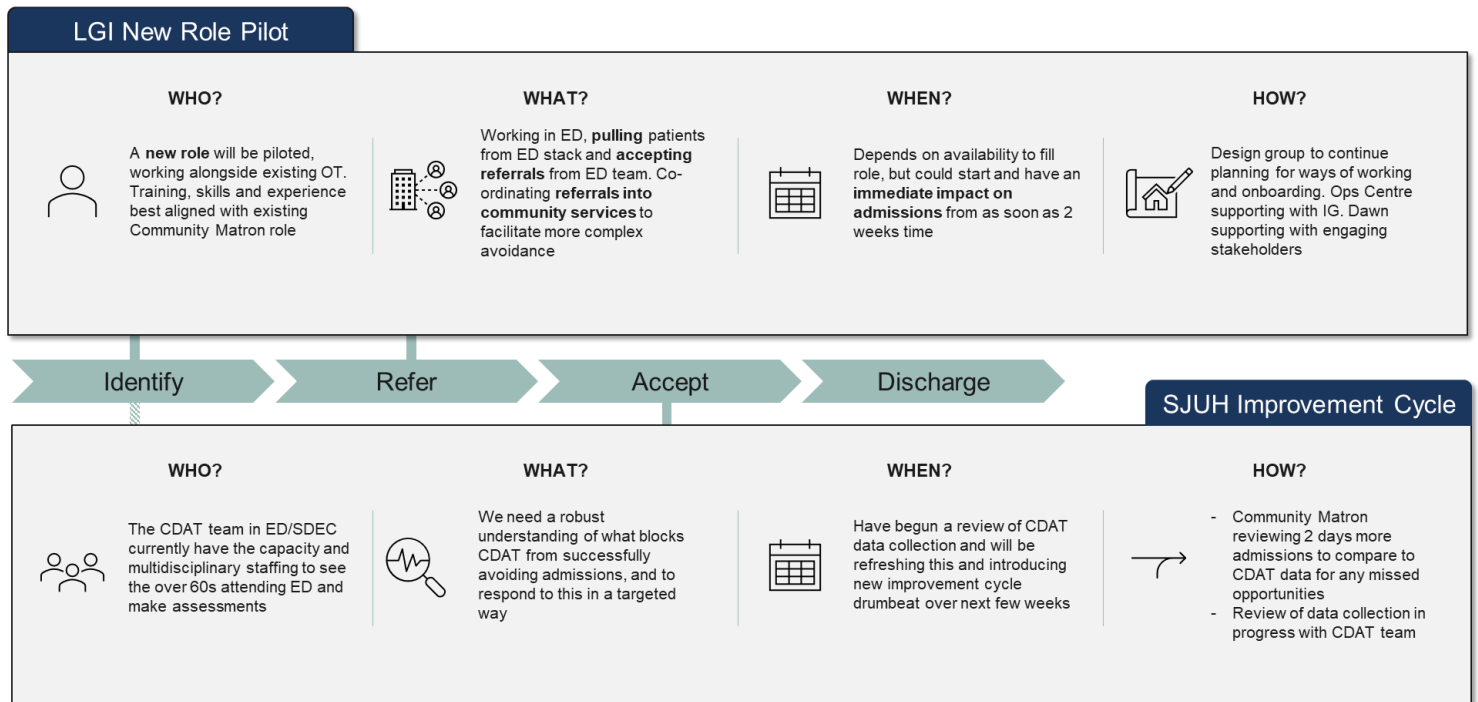 LGI New Role Pilot
WHO?
A new role will be piloted,
working alongside existing OT.
Training, skills and experience
best aligned with existing
Community Matron role
WHAT?
Working in ED, pulling patients
from ED stack and accepting
referrals from ED team. Co-
ordinating referrals into
community services to
facilitate more complex
avoidance
WHEN?
Depends on availability to fill
role, but could start and have an
immediate impact on
admissions from as soon as 2
weeks time
HOW?
Design group to continue
planning for ways of working
and onboarding. Ops Centre
supporting with IG. Dawn
supporting with engaging
stakeholders
Identify
Refer
Accept
Discharge
SJUH Improvement Cycle
WHO?
The CDAT team in ED/SDEC
currently have the capacity and
multidisciplinary staffing to see
the over 60s attending ED and
make assessments
WHAT?
We need a robust
understanding of what blocks
CDAT from successfully
avoiding admissions, and to
respond to this in a targeted
way
WHEN?
Have begun a review of CDAT
data collection and will be
refreshing this and introducing
new improvement cycle
drumbeat over next few weeks
HOW?
- Community Matron
reviewing 2 days more
admissions to compare to
CDAT data for any missed
opportunities
- Review of data collection in
progress with CDAT team